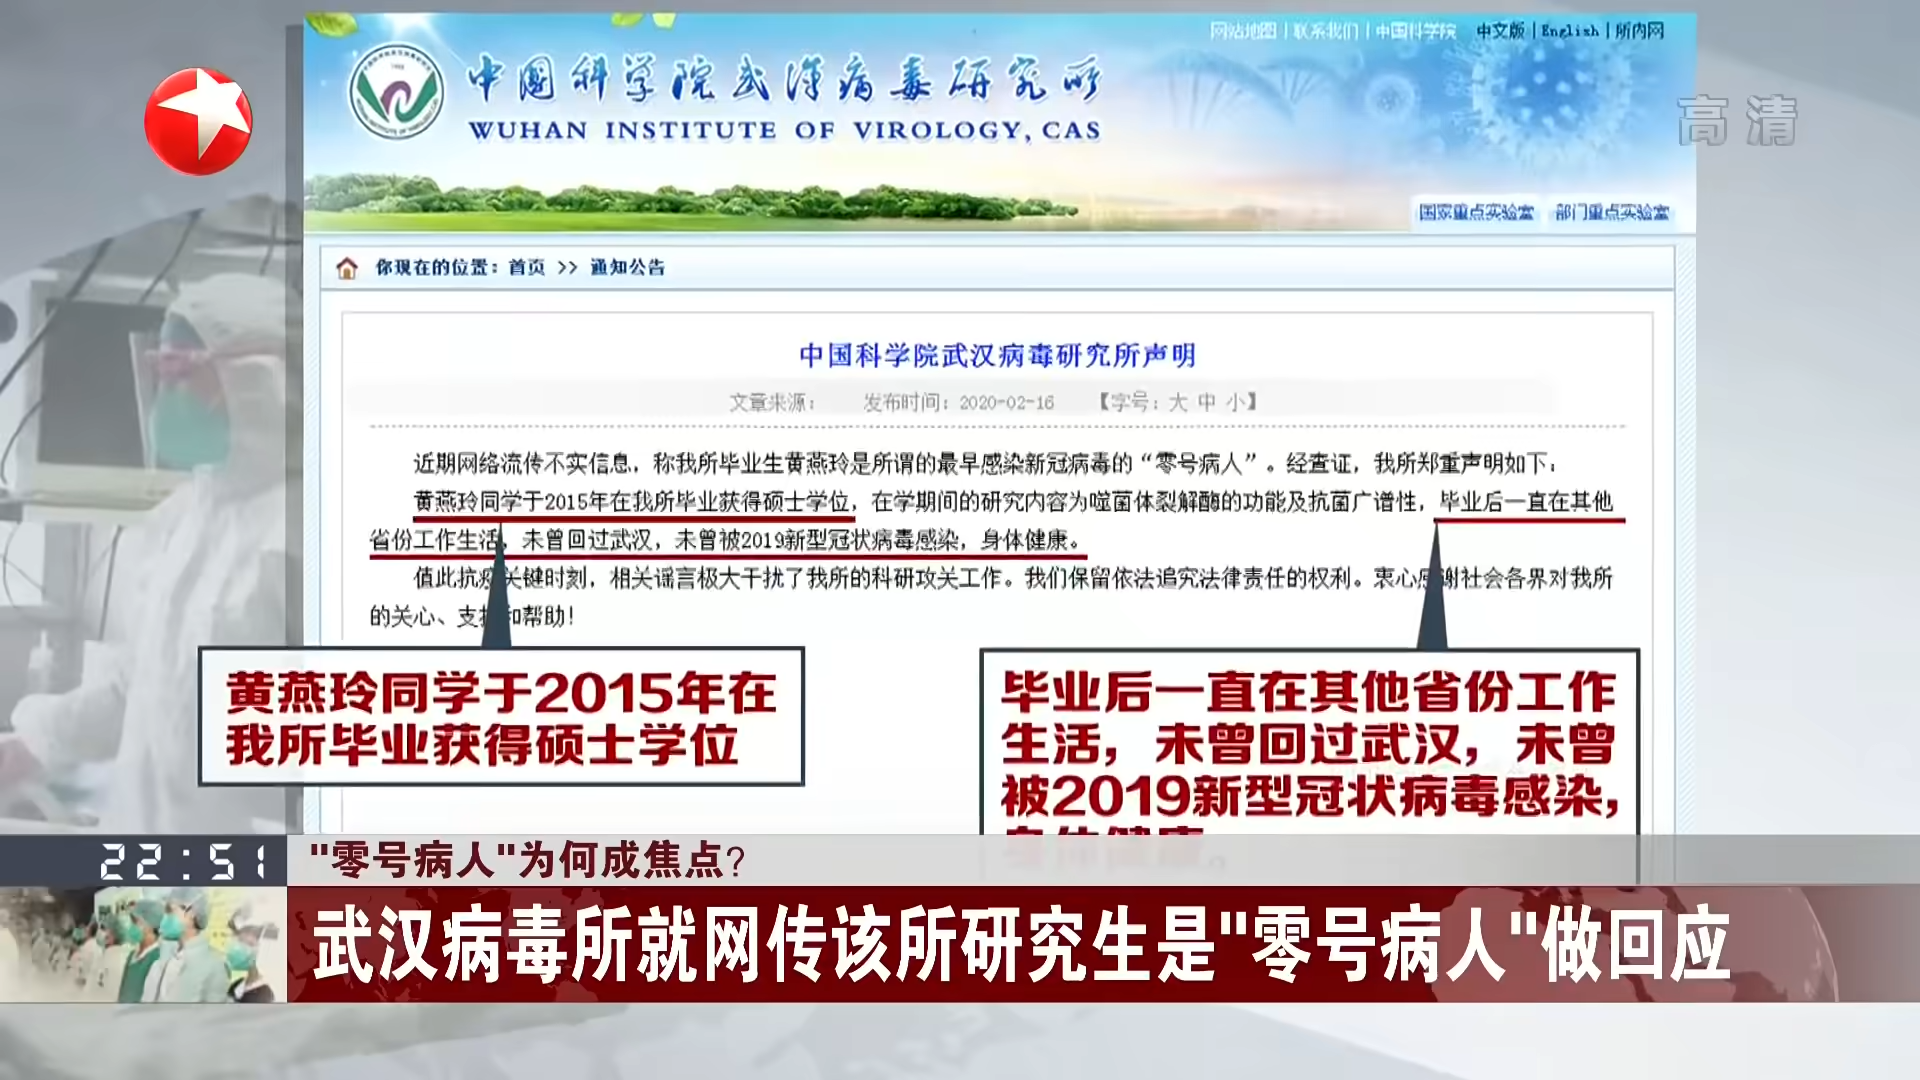 网站地图 | 联系我们 | 中国科学院 中文版 | English | 所内网
中国科学院武汉病毒研究所
WUHAN INSTITUTE OF VIROLOGY, CAS
高清
国家重点实验室 部门重点实验室
你现在的位置：首页 >> 通知公告
中国科学院武汉病毒研究所声明
文章来源： 发布时间：2020-02-16 【字号：大 中 小】
近期网络流传不实信息，称我所毕业生黄燕玲是所谓的最早感染新冠病毒的“零号病人”。经查证，我所郑重声明如下：
黄燕玲同学于2015年在我所毕业获得硕士学位，在学期间的研究内容为噬菌体裂解酶的功能及抗菌广谱性，毕业后一直在其他
省份工作生活，未曾回过武汉，未曾被2019新型冠状病毒感染，身体健康。
值此抗疫关键时刻，相关谣言极大干扰了我所的科研攻关工作。我们保留依法追究法律责任的权利。衷心感谢社会各界对我所
的关心、支持和帮助！
黄燕玲同学于2015年在
我所毕业获得硕士学位
毕业后一直在其他省份工作
生活，未曾回过武汉，未曾
被2019新型冠状病毒感染，
身体健康。
22:51
"零号病人"为何成焦点？
武汉病毒所就网传该所研究生是"零号病人"做回应